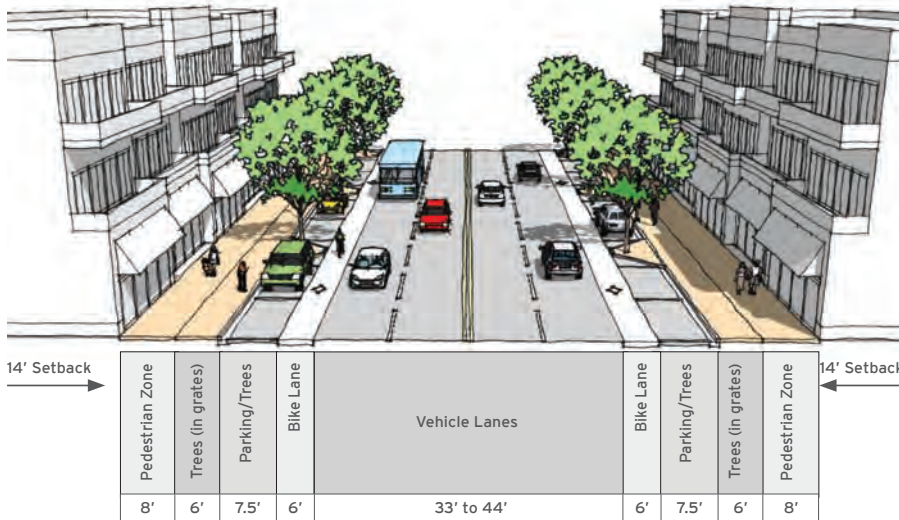 14’ Setback
14’ Setback
Pedestrian Zone
Trees (in grates)
Parking/Trees
Bike Lane
Vehicle Lanes
Bike Lane
Parking/Trees
Trees (in grates)
Pedestrian Zone
8’ 6’ 7.5’ 6’ 33’ to 44’ 6’ 7.5’ 6’ 8’